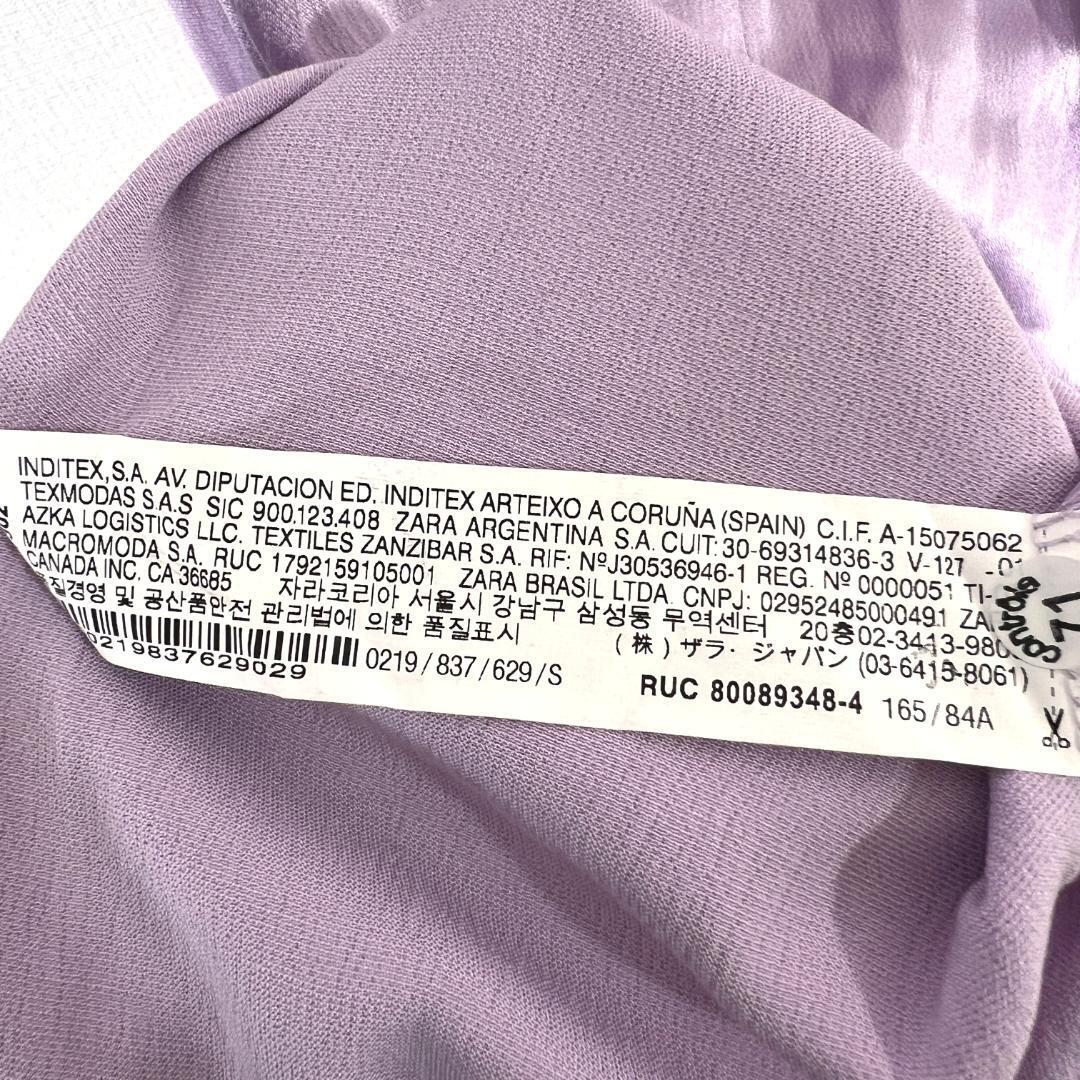 INDITEX,S.A. AV. DIPUTACION ED. INDITEX ARTEIXO A CORUÑA (SPAIN) C.I.F. A-15075062
TEXMODAS S.A.S SIC 900.123.408 ZARA ARGENTINA S.A. CUIT: 30-69314836-3 V-127
AZKA LOGISTICS LLC. TEXTILES ZANZIBAR S.A. RIF: NºJ30536946-1 REG. Nº 0000051 TI-
MACROMODA S.A. RUC 1792159105001 ZARA BRASIL LTDA. CNPJ: 02952485000491 ZA
CANADA INC. CA 36685 자라코리아 서울시 강남구 삼성동 무역센터 20층02-3413-980
품질경영 및 공산품안전 관리법에 의한 품질표시 (株) ザラ· ジャパン (03-6415-8061)
0219837629029 0219/837/629/S RUC 80089348-4 165/84A